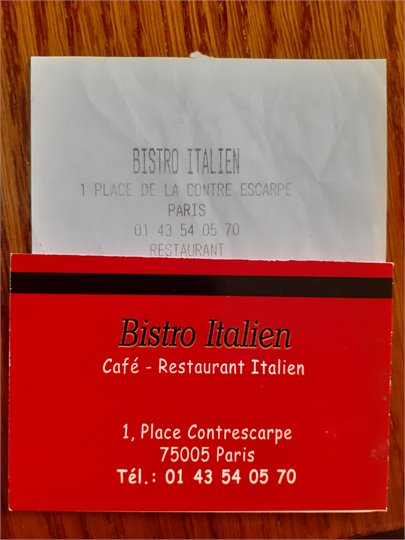 BISTRO ITALIEN
1 PLACE DE LA CONTRE ESCARPE
PARIS
01 43 54 05 70
RESTAURANT
Bistro Italien
Café - Restaurant Italien
1, Place Contrescarpe
75005 Paris
Tél.: 01 43 54 05 70